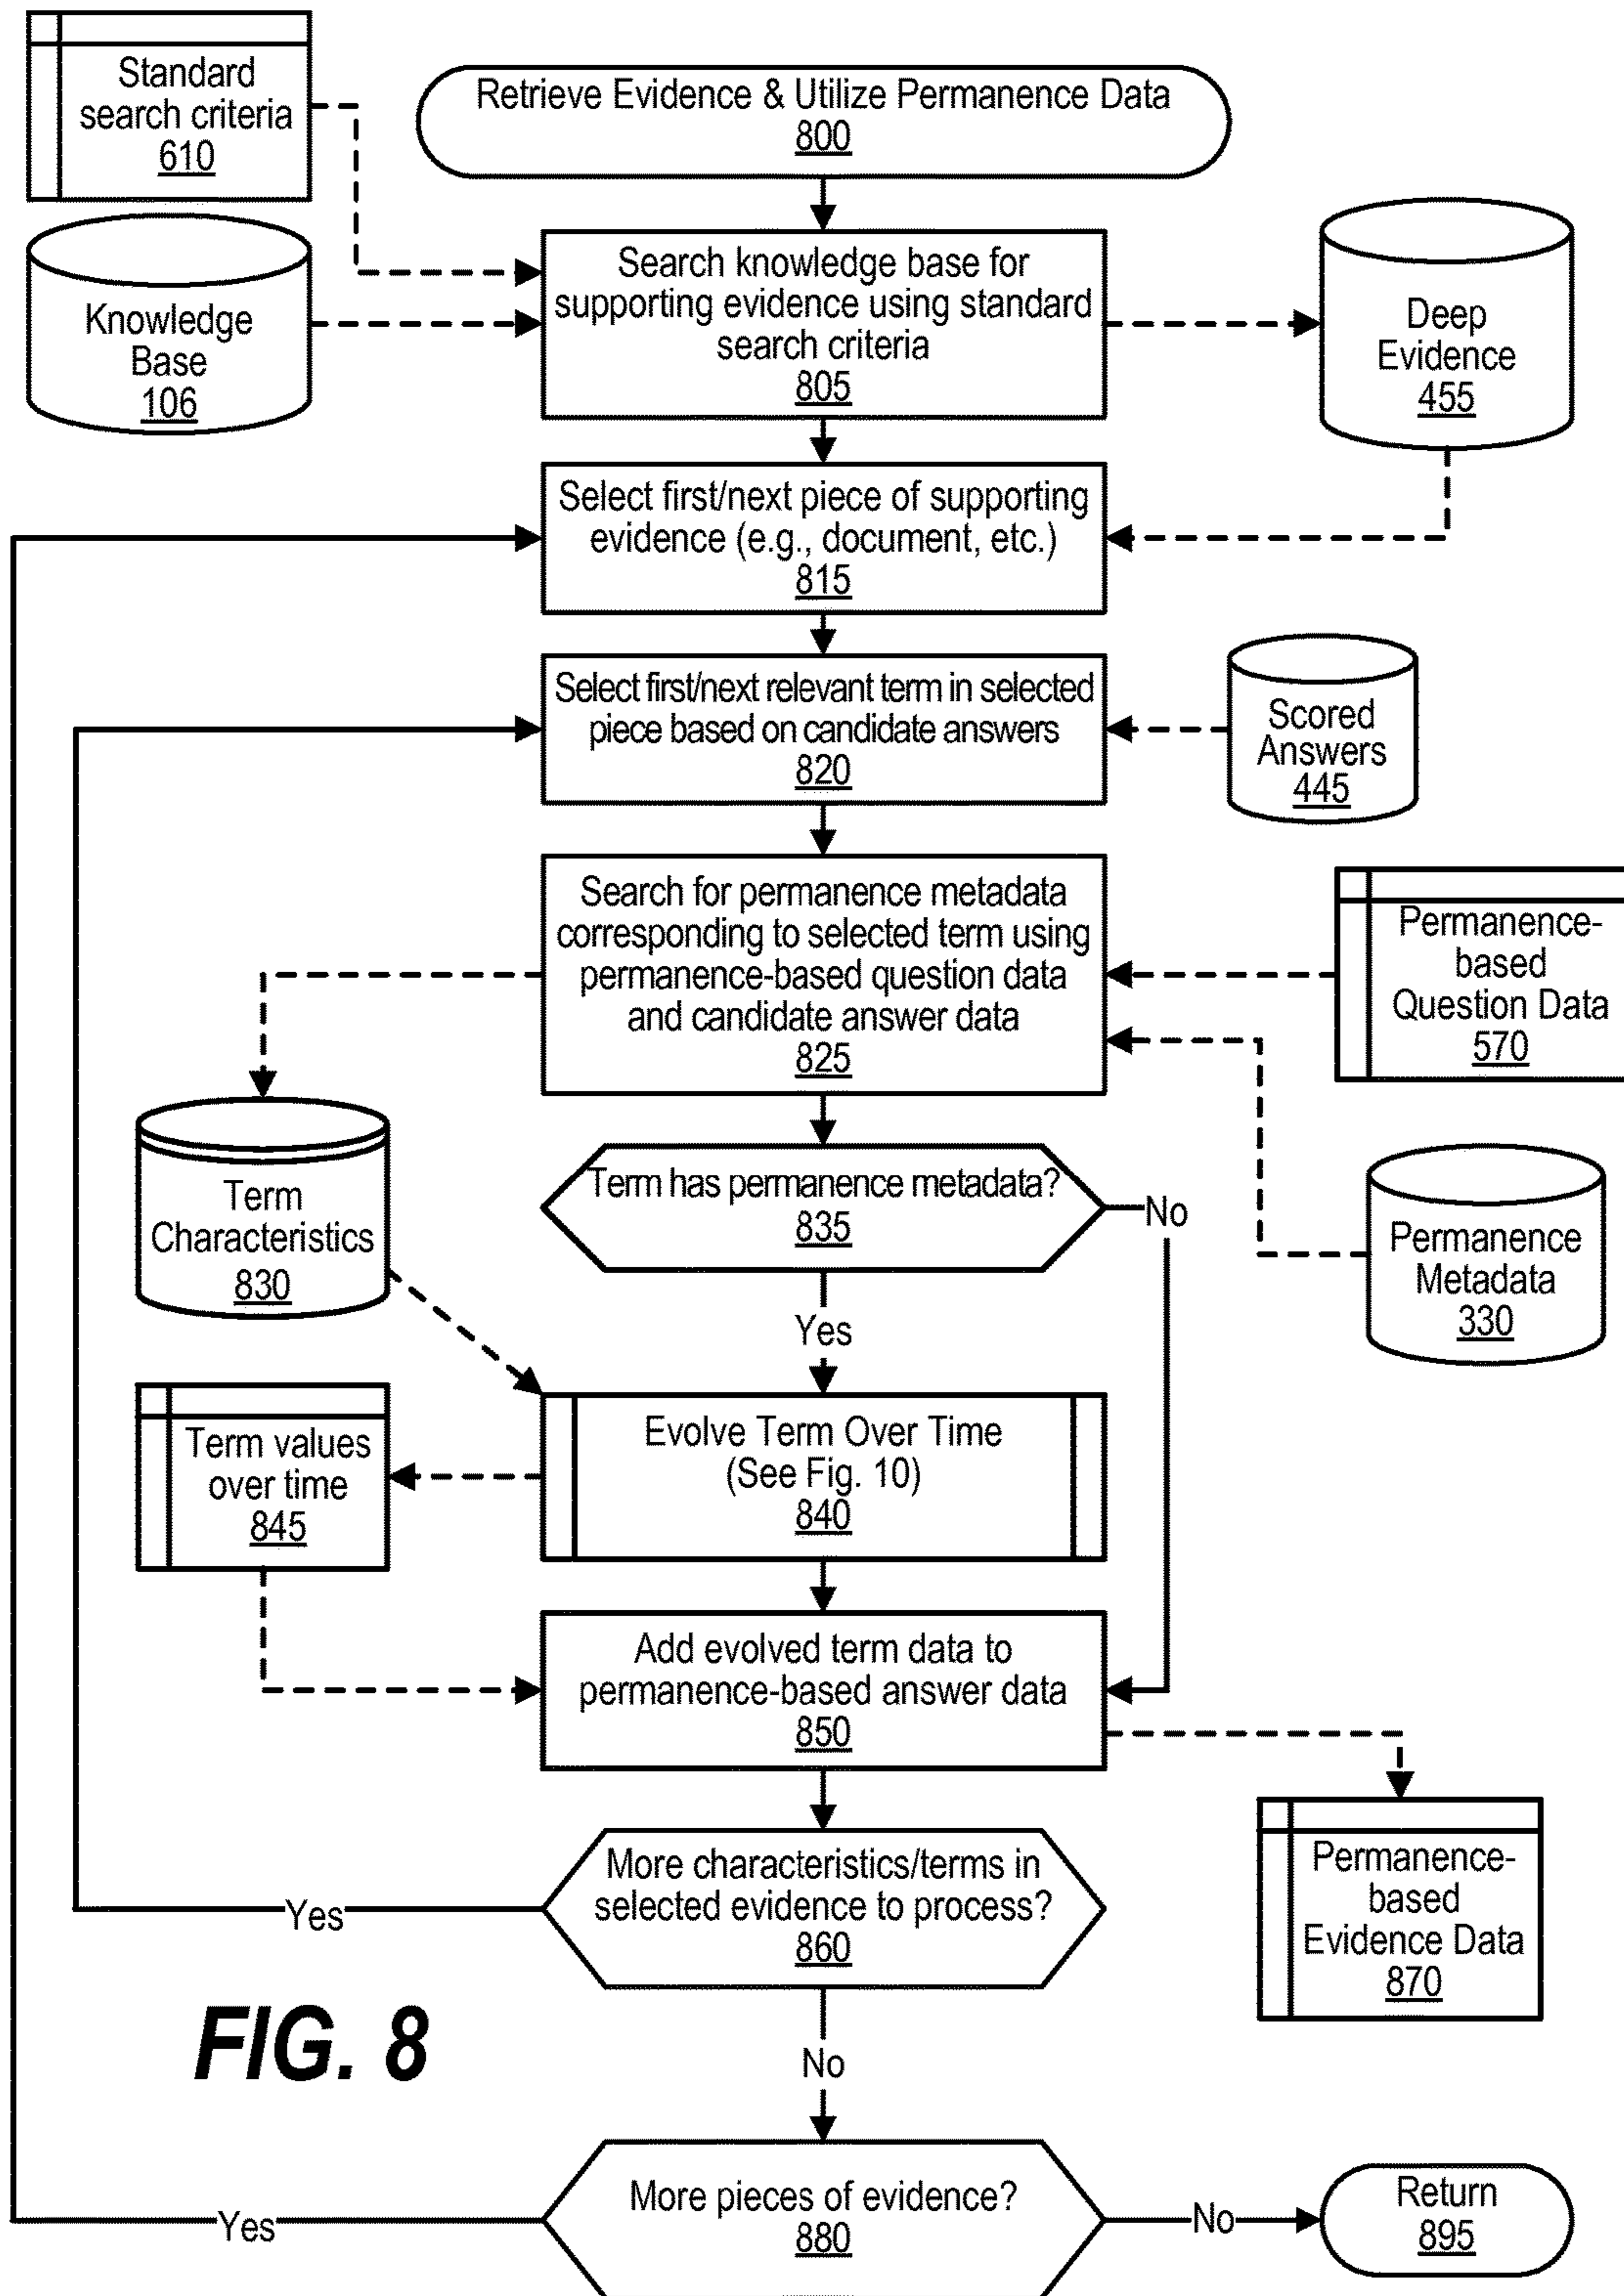 Standard
search criteria
610
Retrieve Evidence & Utilize Permanence Data
800
Knowledge
Base
106
Search knowledge base for
supporting evidence using standard
search criteria
805
Deep
Evidence
455
Select first/next piece of supporting
evidence (e.g., document, etc.)
815
Select first/next relevant term in selected
piece based on candidate answers
820
Scored
Answers
445
Search for permanence metadata
corresponding to selected term using
permanence-based question data
and candidate answer data
825
Permanence-
based
Question Data
570
Term
Characteristics
830
Term has permanence metadata?
835
No
Permanence
Metadata
330
Yes
Term values
over time
845
Evolve Term Over Time
(See Fig. 10)
840
Add evolved term data to
permanence-based answer data
850
More characteristics/terms in
selected evidence to process?
860
Yes
Permanence-
based
Evidence Data
870
FIG. 8
No
More pieces of evidence?
880
Yes
No
Return
895